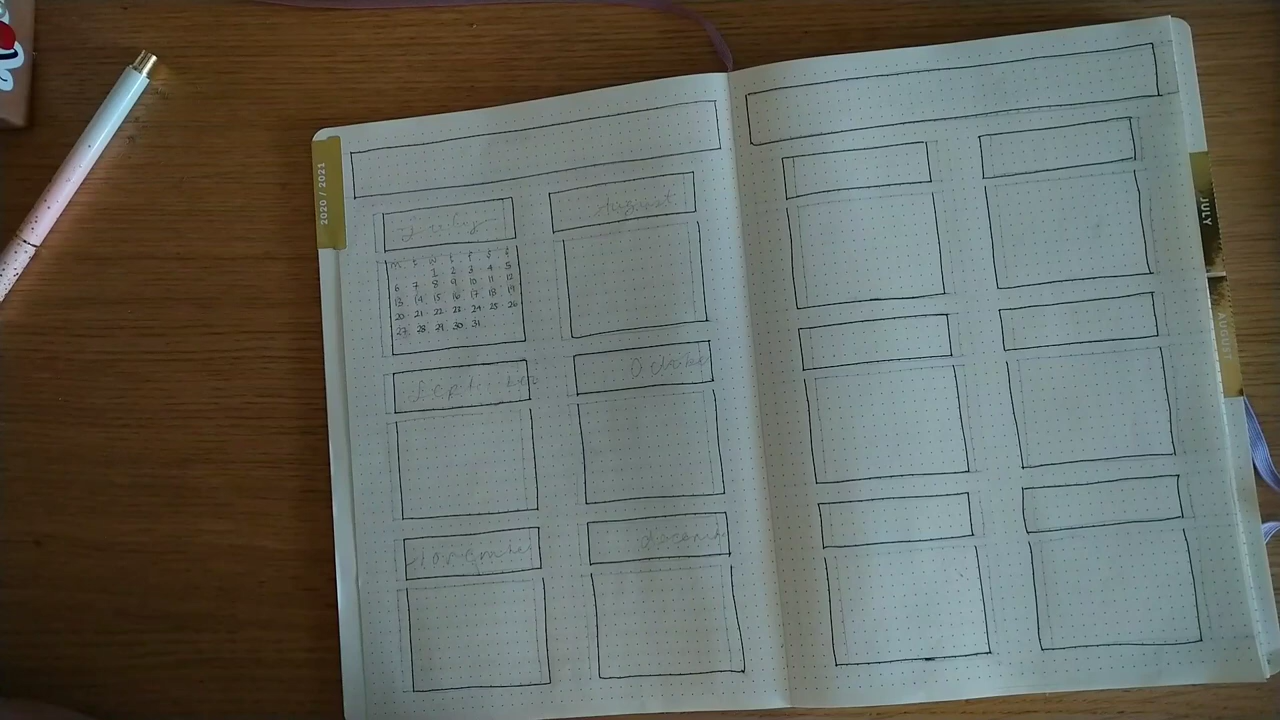 2020 / 2021
July
August
M T W T F S S
1 2 3 4 5
6 7 8 9 10 11 12
13 14 15 16 17 18 19
20 21 22 23 24 25 26
27 28 29 30 31
October
JULY
AUGUST